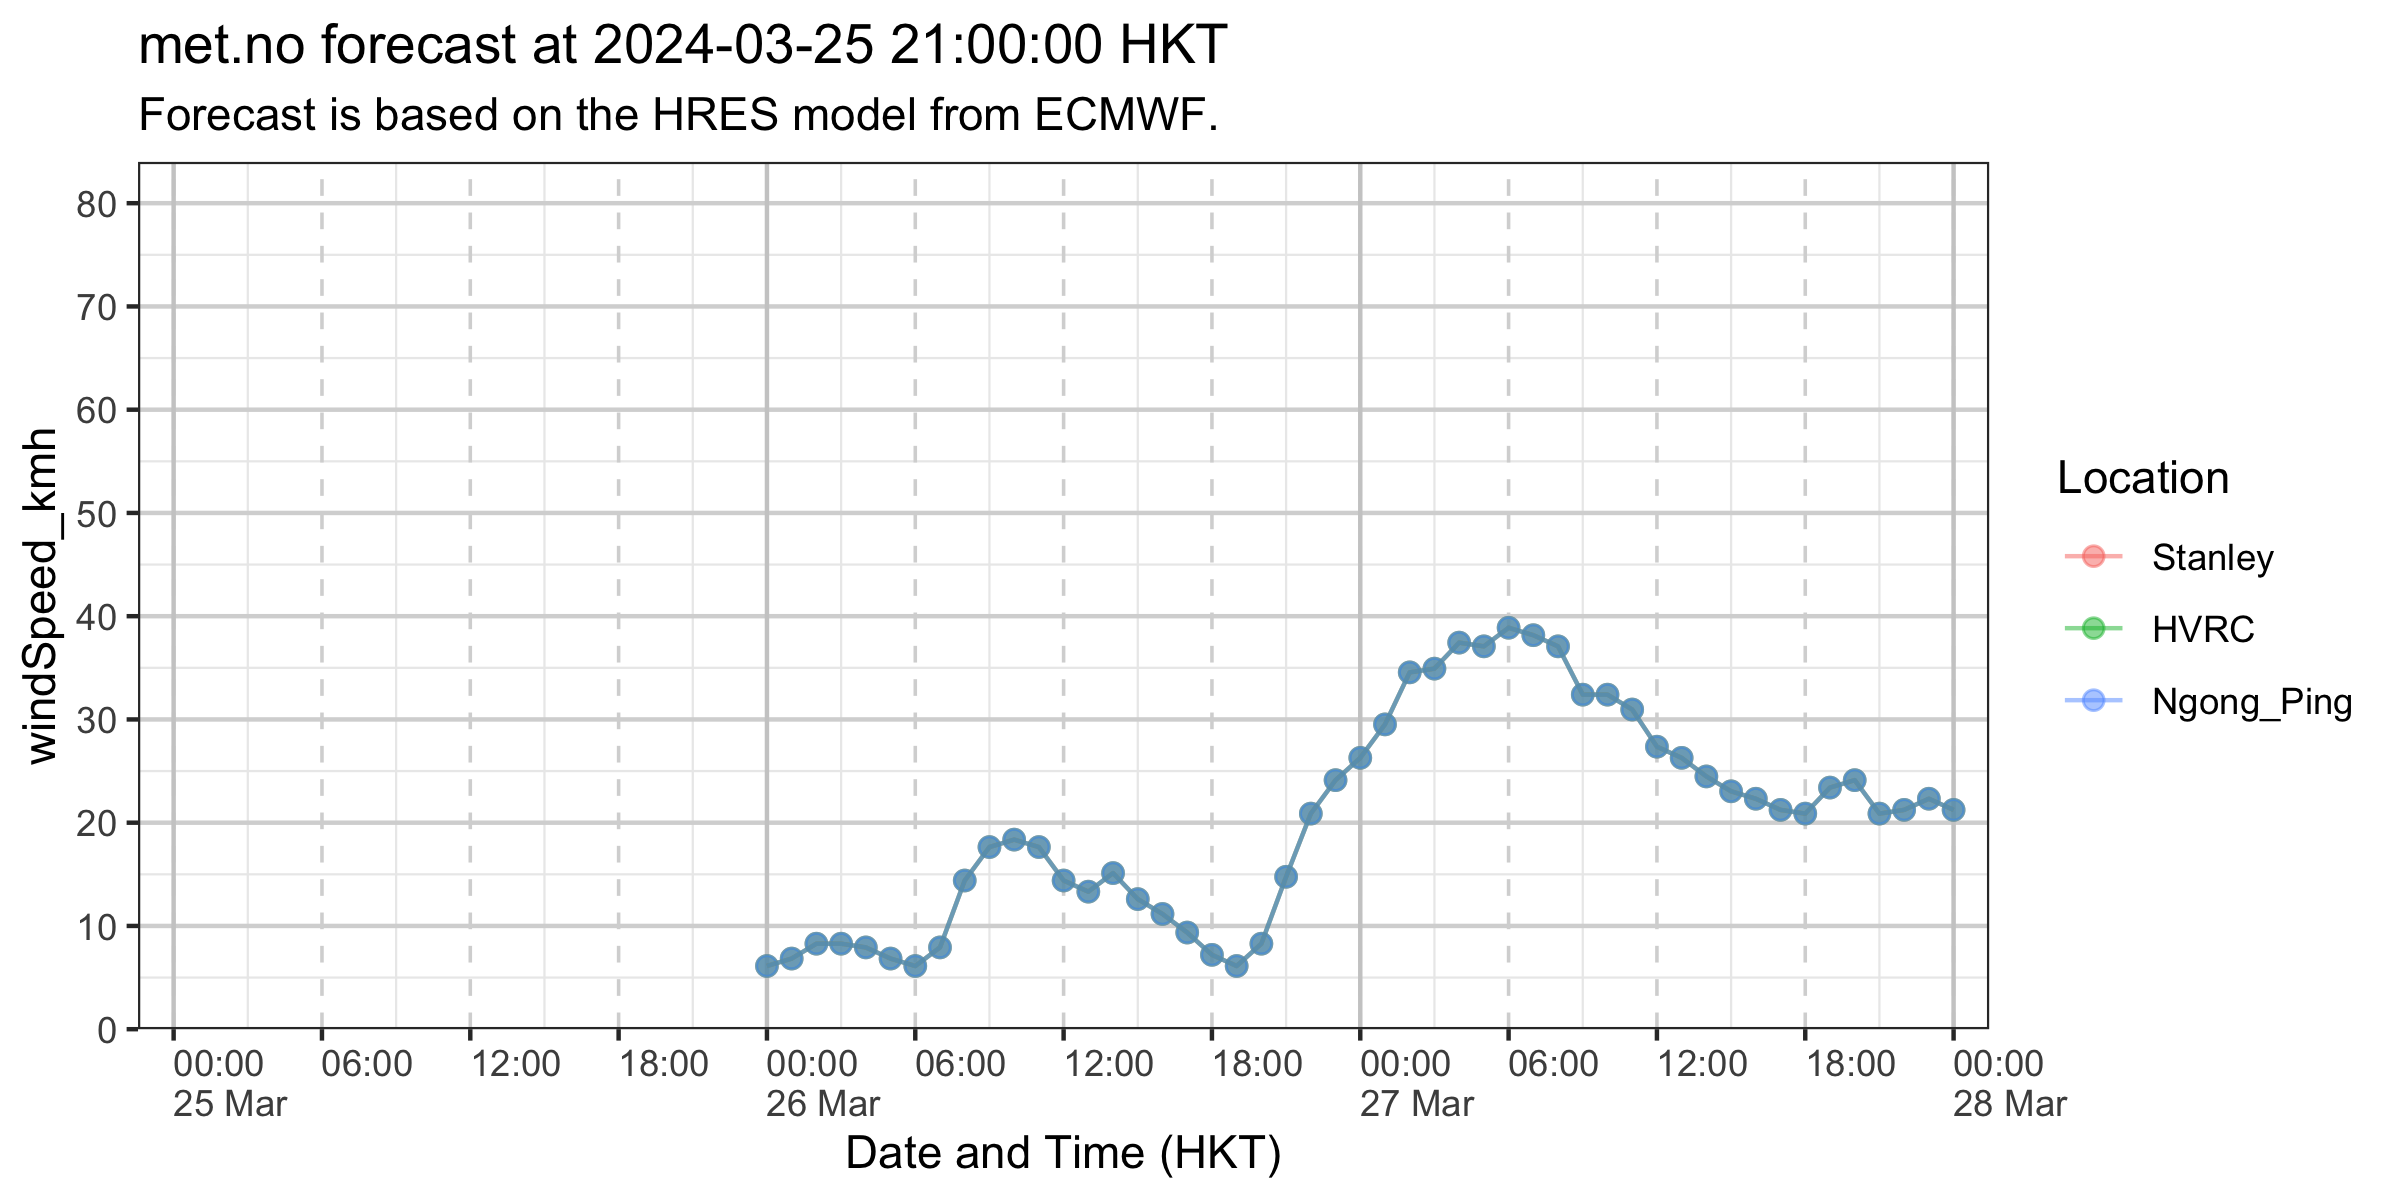 met.no forecast at 2024-03-25 21:00:00 HKT
Forecast is based on the HRES model from ECMWF.
windSpeed_kmh
80
70
60
50
40
30
20
10
0
00:00 06:00 12:00 18:00 00:00 06:00 12:00 18:00 00:00 06:00 12:00 18:00 00:00
25 Mar 26 Mar 27 Mar 28 Mar
Date and Time (HKT)
Location
Stanley
HVRC
Ngong_Ping